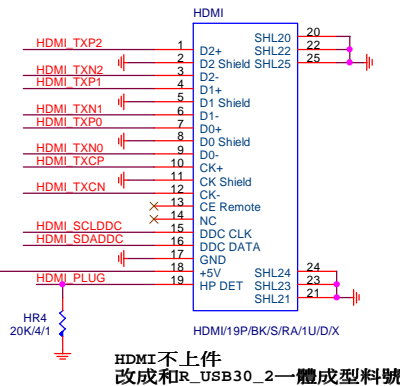 HDMI
HDMI_TXP2 1 D2+ SHL20 20
2 D2 Shield SHL22 22
HDMI_TXN2 3 D2- SHL25 25
HDMI_TXP1 4 D1+
5 D1 Shield
HDMI_TXN1 6 D1-
HDMI_TXP0 7 D0+
8 D0 Shield
HDMI_TXN0 9 D0-
HDMI_TXCP 10 CK+
11 CK Shield
HDMI_TXCN 12 CK-
13 CE Remote
14 NC
HDMI_SCLDDC 15 DDC CLK
HDMI_SDADDC 16 DDC DATA
17 GND
18 +5V SHL24 24
HDMI_PLUG 19 HP DET SHL23 23
SHL21 21
HR4
20K/4/1
HDMI/19P/BK/S/RA/1U/D/X
HDMI不上件
改成和R_USB30_2一體成型料號